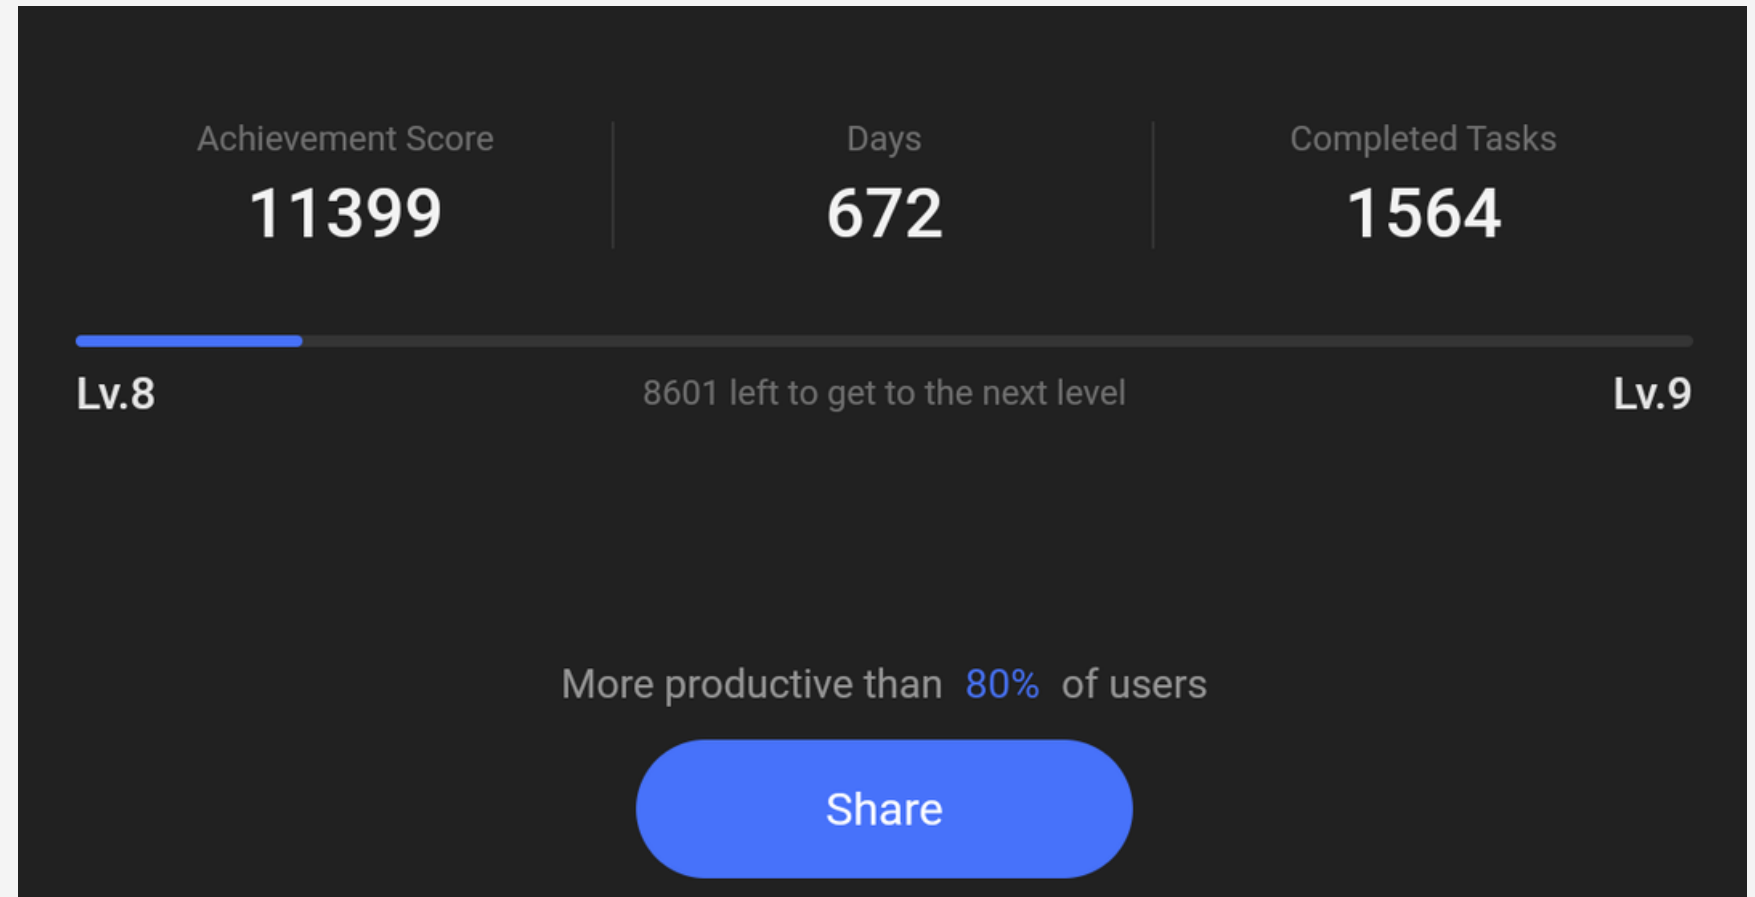 Achievement Score Days Completed Tasks
11399 672 1564
Lv.8 8601 left to get to the next level Lv.9
More productive than 80% of users
Share